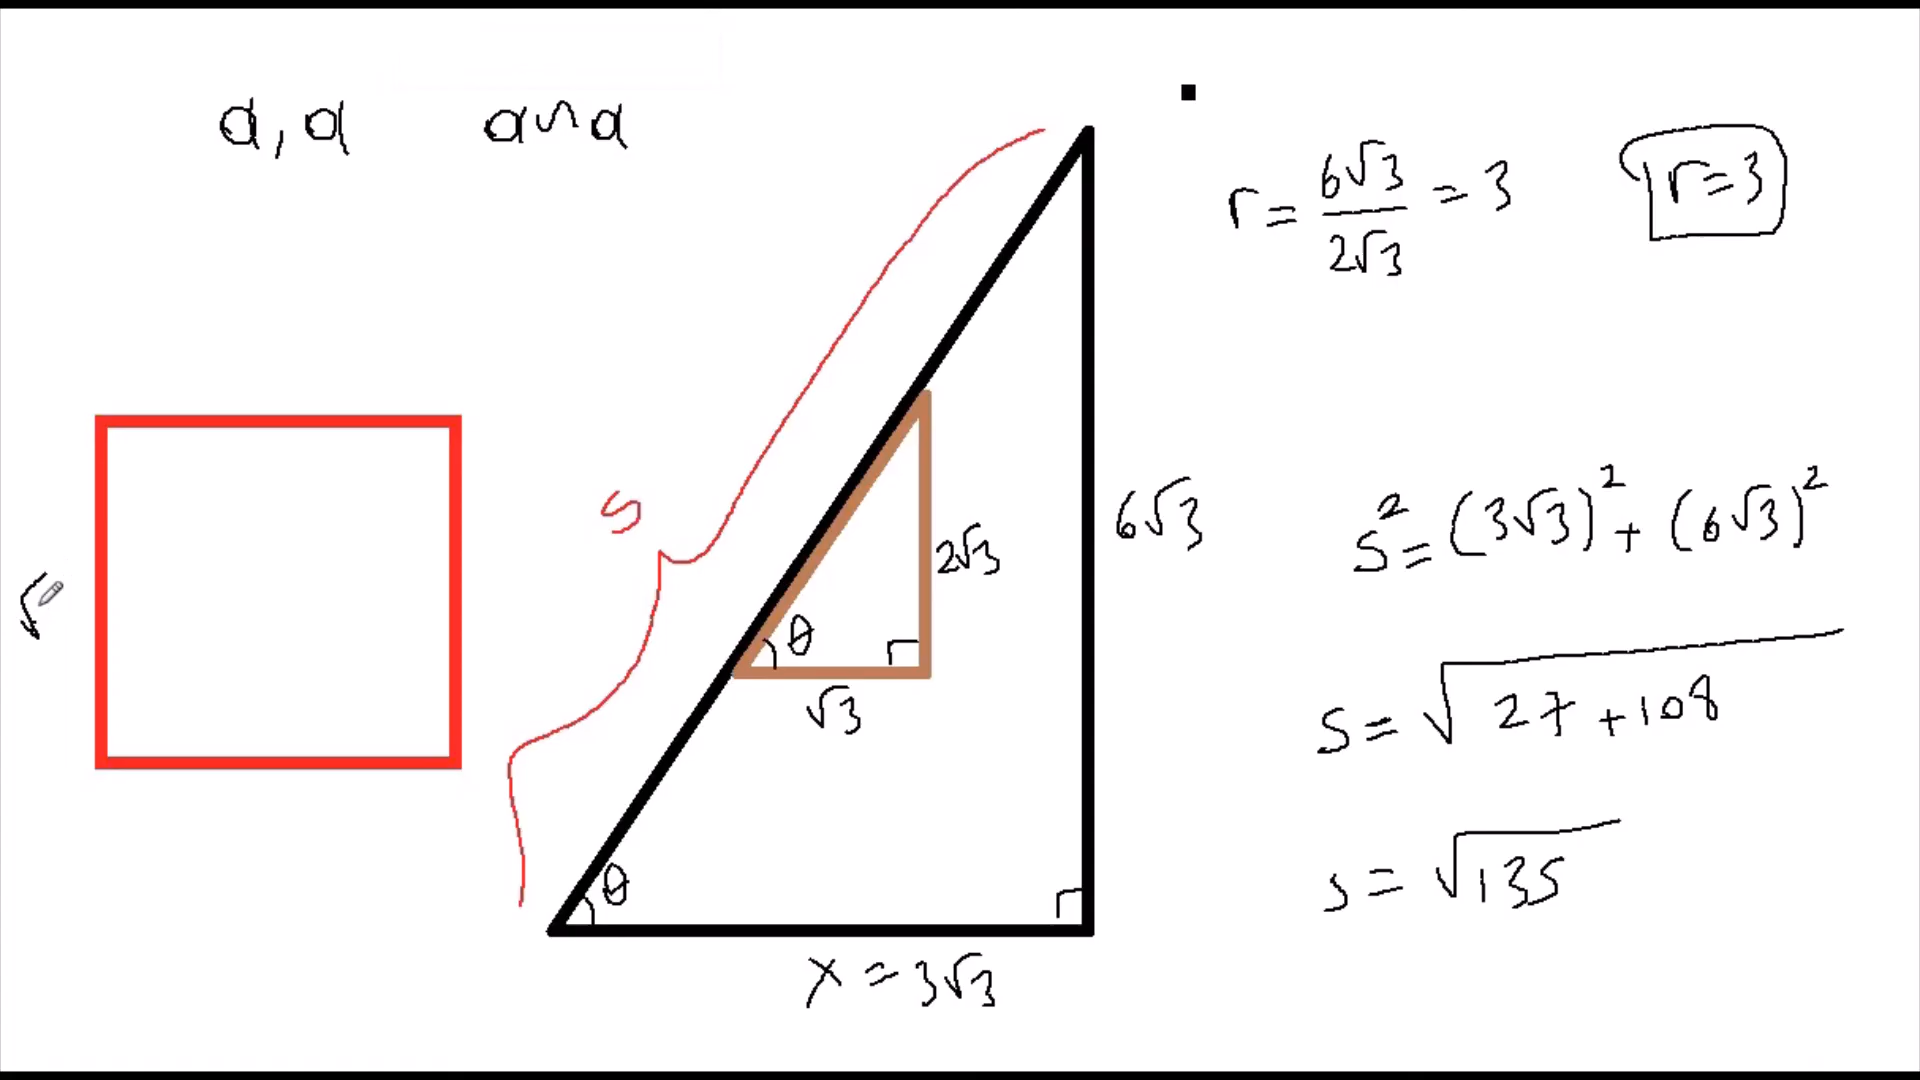 a, a a∽a
r = 6√3 / 2√3 = 3
r=3
s
6√3
2√3
θ
√3
s² = (3√3)² + (6√3)²
s = √27 + 108
θ
s = √135
x = 3√3